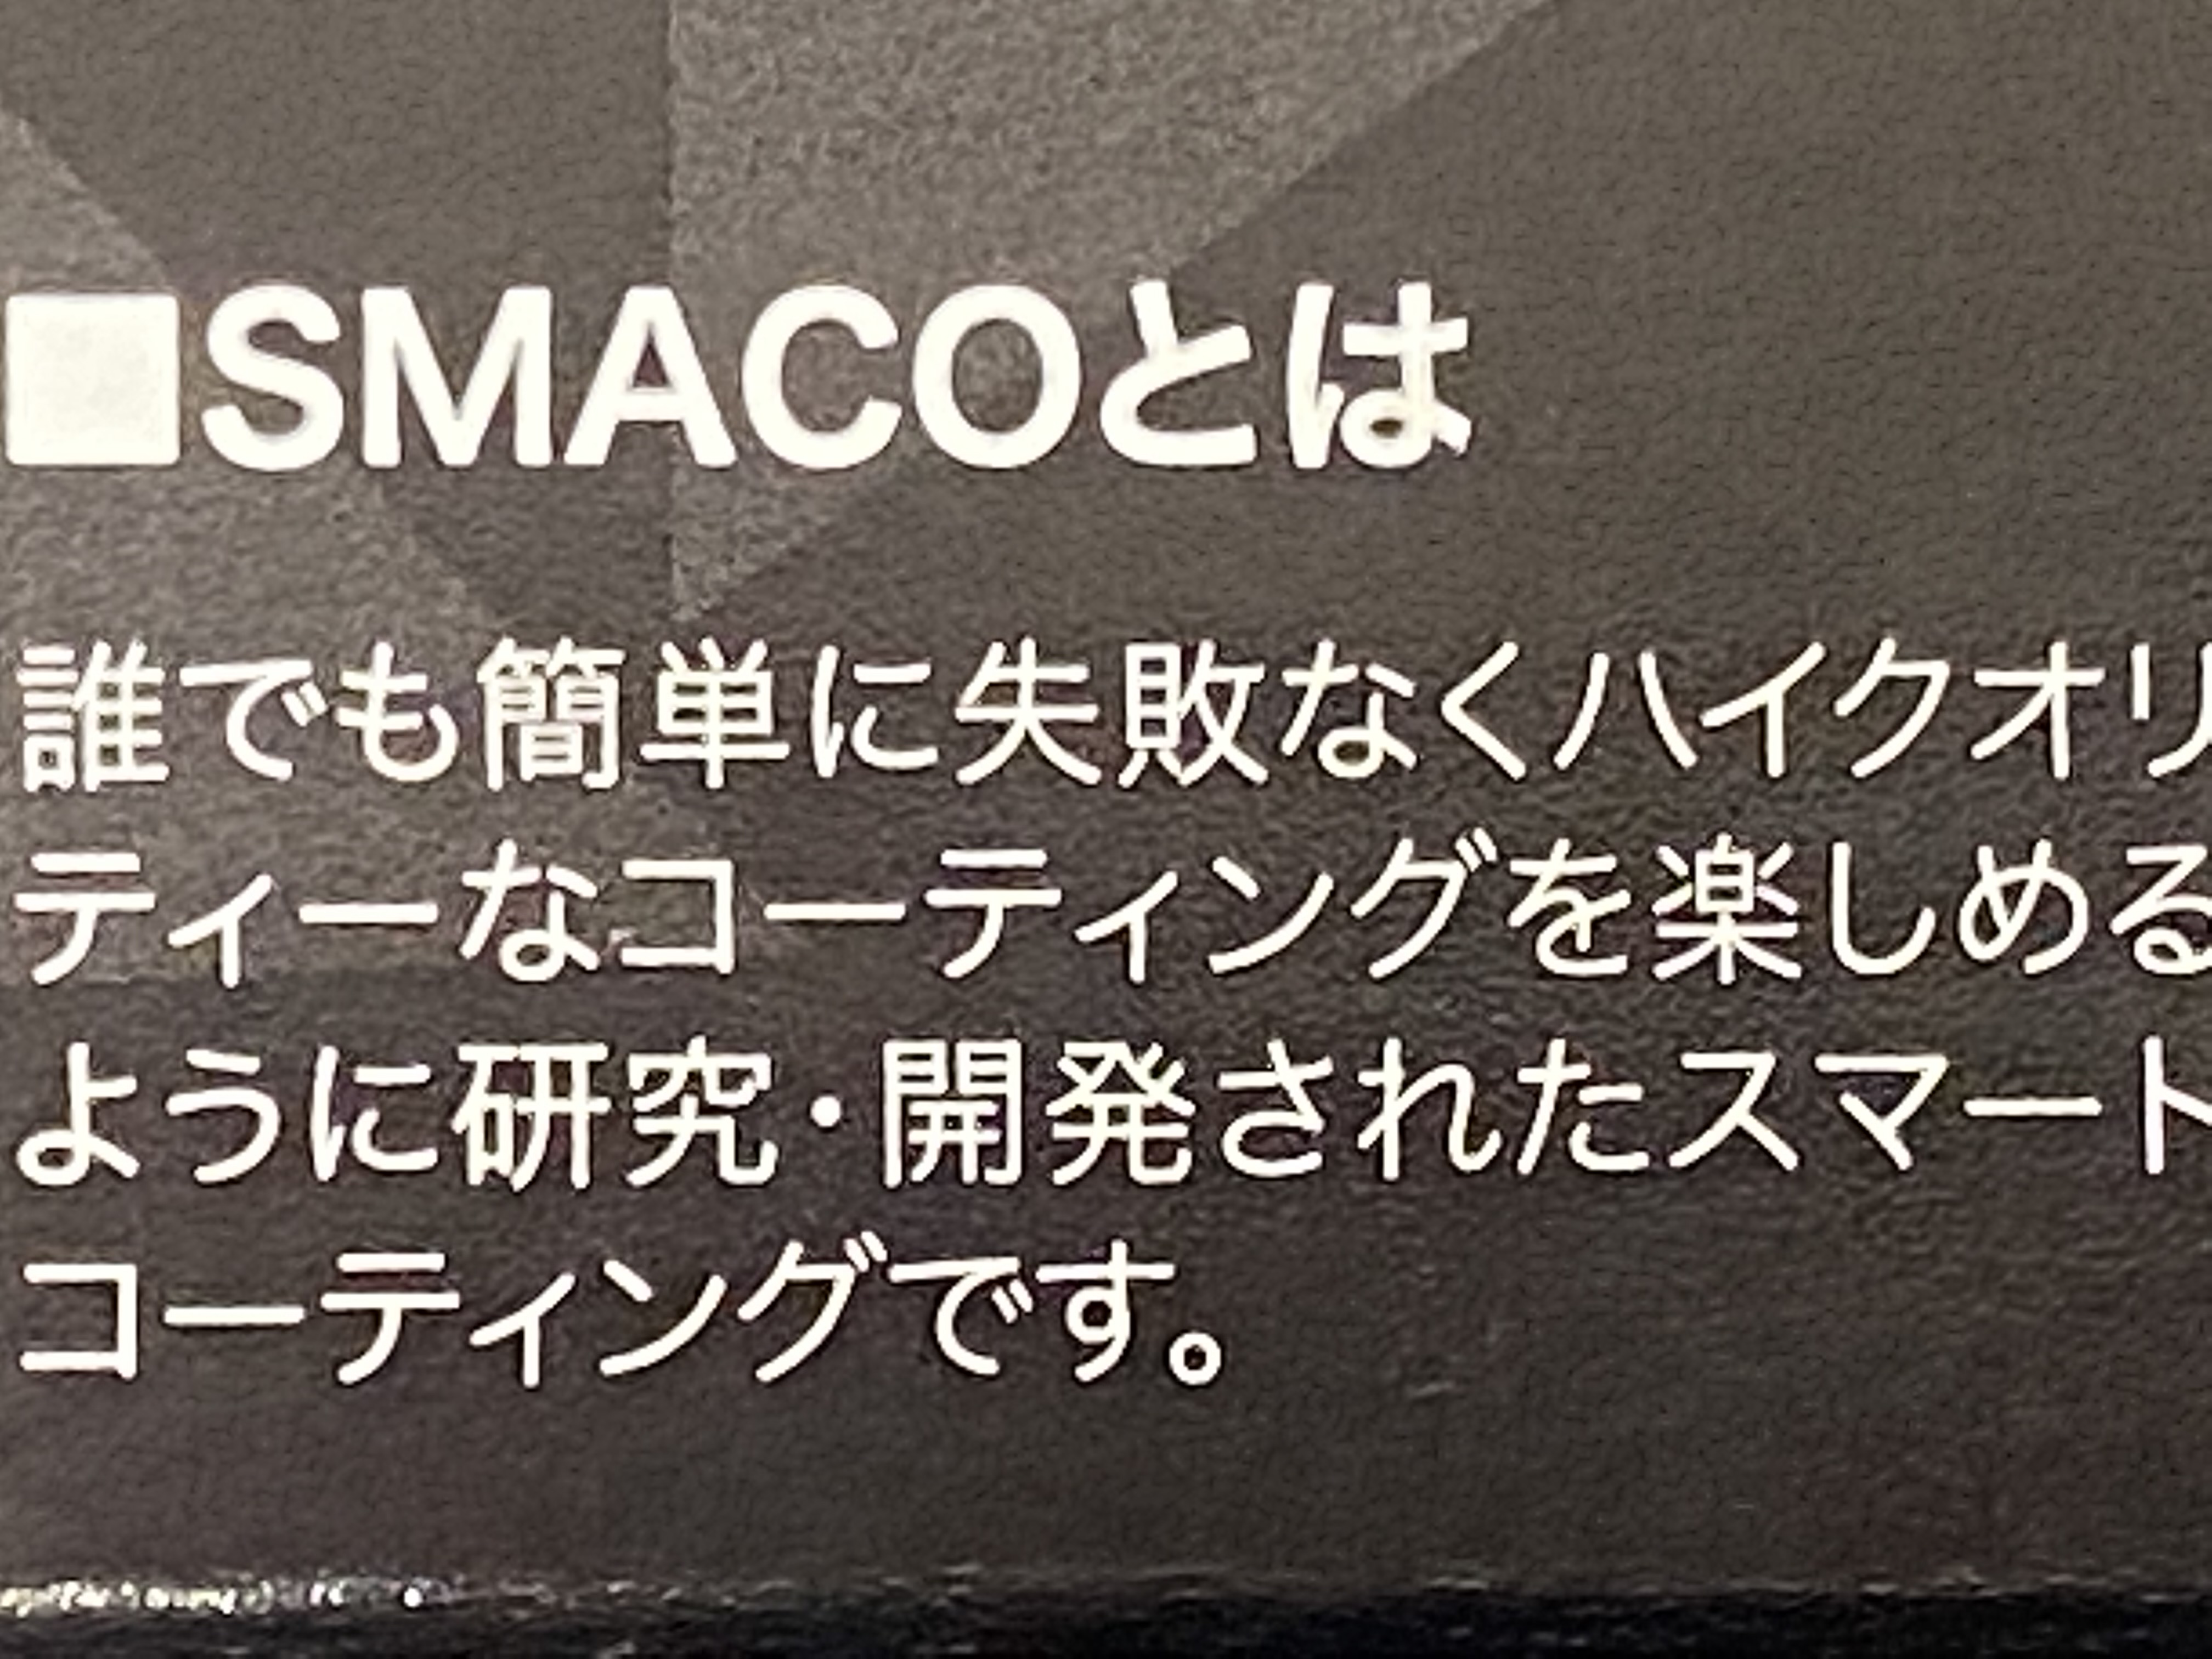 ■SMACOとは
誰でも簡単に失敗なくハイクオリ
ティーなコーティングを楽しめる
ように研究・開発されたスマート
コーティングです。